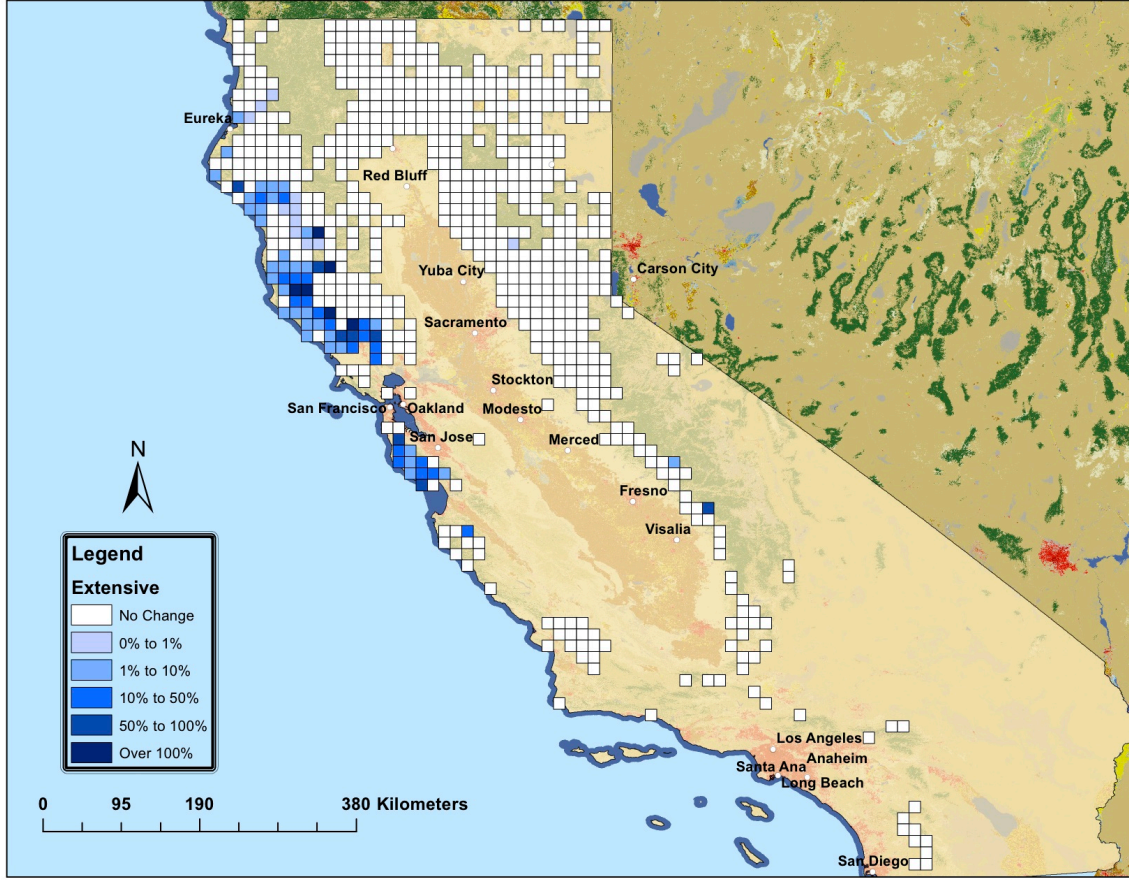 Eureka
Red Bluff
Yuba City
Carson City
Sacramento
Stockton
San Francisco
Oakland
Modesto
San Jose
Merced
Fresno
Visalia
N
Legend
Extensive
No Change
0% to 1%
1% to 10%
10% to 50%
50% to 100%
Over 100%
Los Angeles
Santa Ana
Anaheim
Long Beach
0 95 190 380 Kilometers
San Diego